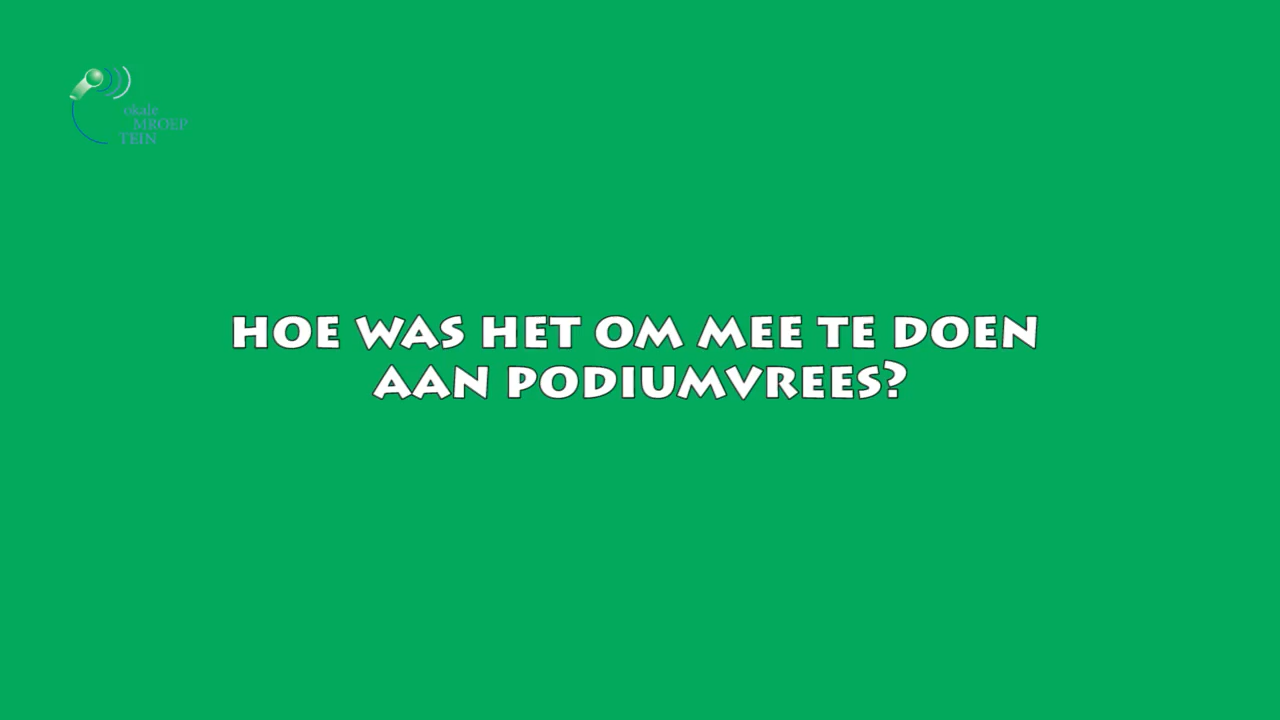 okale
MROEP
TEIN
HOE WAS HET OM MEE TE DOEN
AAN PODIUMVREES?